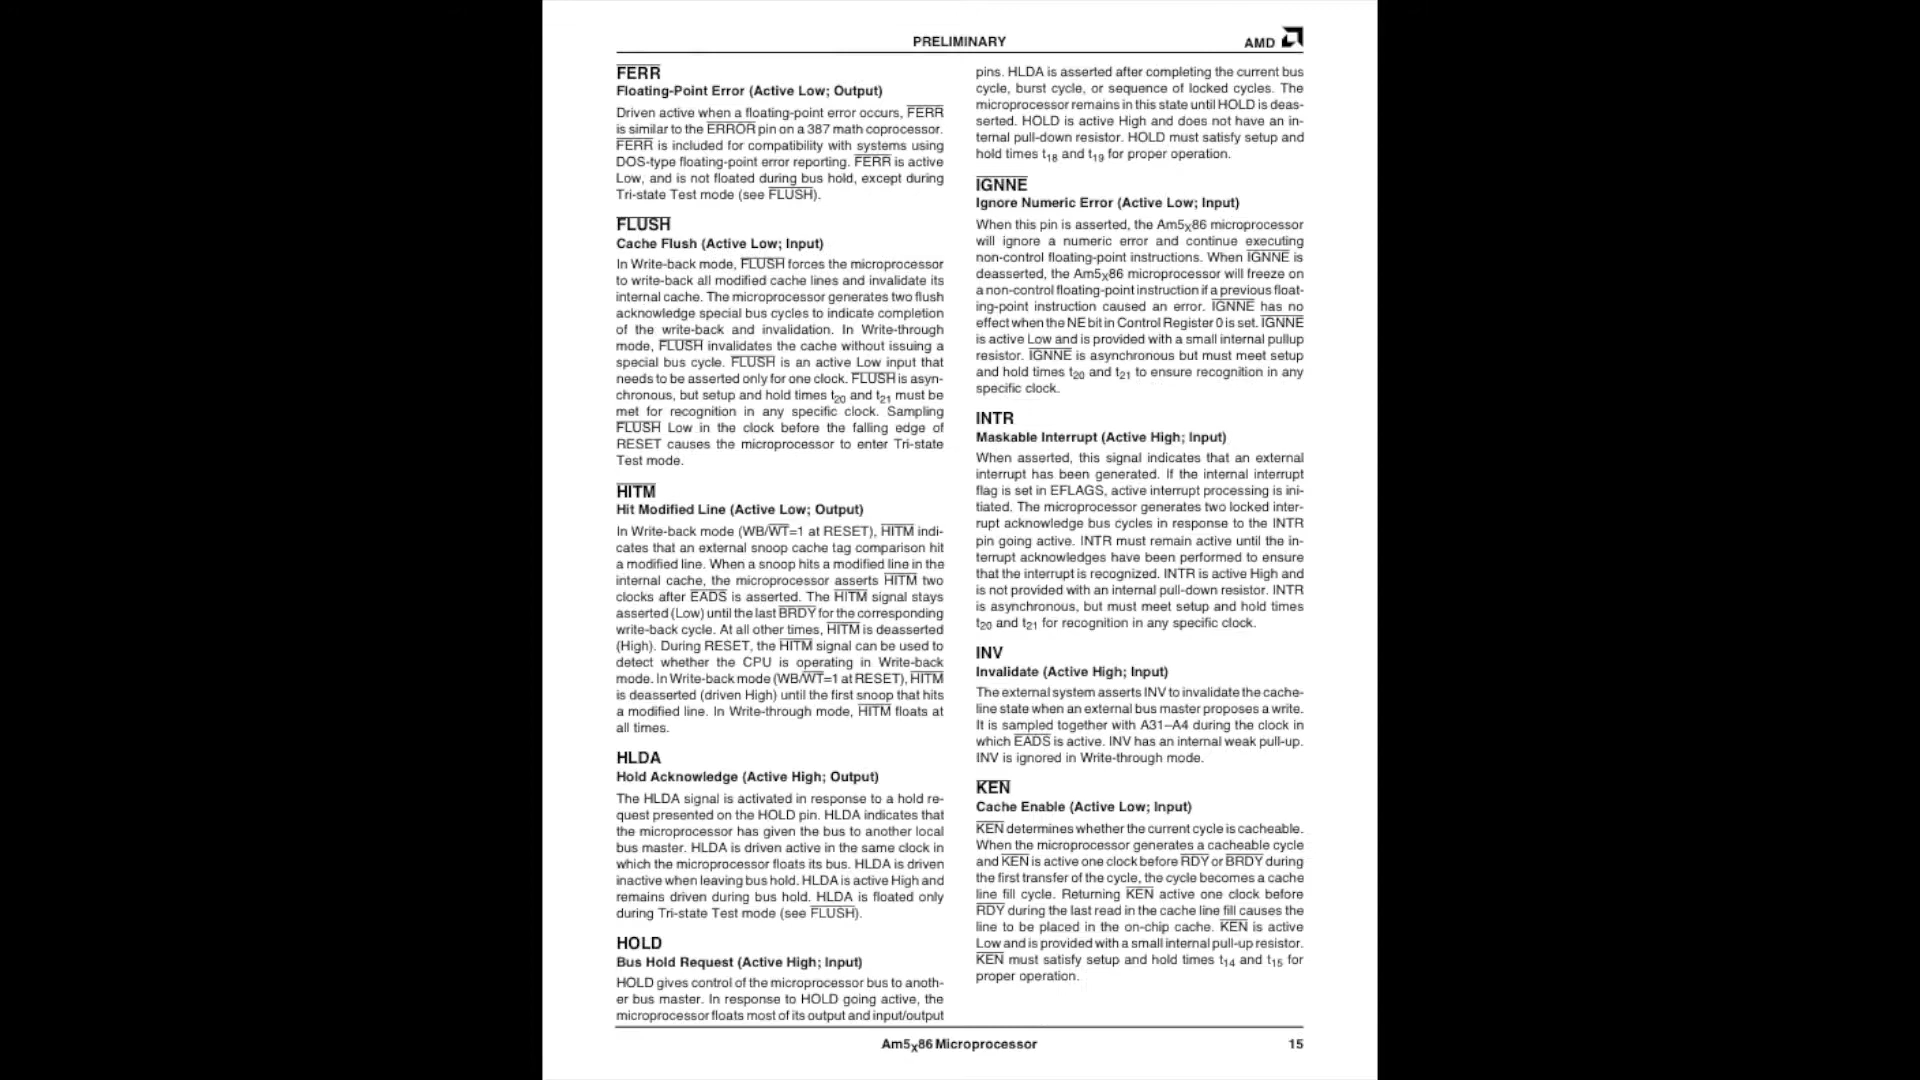 PRELIMINARY
AMD
FERR
Floating-Point Error (Active Low; Output)
Driven active when a floating-point error occurs, FERR
is similar to the ERROR pin on a 387 math coprocessor.
FERR is included for compatibility with systems using
DOS-type floating-point error reporting. FERR is active
Low, and is not floated during bus hold, except during
Tri-state Test mode (see FLUSH).
FLUSH
Cache Flush (Active Low; Input)
In Write-back mode, FLUSH forces the microprocessor
to write-back all modified cache lines and invalidate its
internal cache. The microprocessor generates two flush
acknowledge special bus cycles to indicate completion
of the write-back and invalidation. In Write-through
mode, FLUSH invalidates the cache without issuing a
special bus cycle. FLUSH is an active Low input that
needs to be asserted only for one clock. FLUSH is asyn-
chronous, but setup and hold times t20 and t21 must be
met for recognition in any specific clock. Sampling
FLUSH Low in the clock before the falling edge of
RESET causes the microprocessor to enter Tri-state
Test mode.
HITM
Hit Modified Line (Active Low; Output)
In Write-back mode (WB/WT=1 at RESET), HITM indi-
cates that an external snoop cache tag comparison hit
a modified line. When a snoop hits a modified line in the
internal cache, the microprocessor asserts HITM two
clocks after EADS is asserted. The HITM signal stays
asserted (Low) until the last BRDY for the corresponding
write-back cycle. At all other times, HITM is deasserted
(High). During RESET, the HITM signal can be used to
detect whether the CPU is operating in Write-back
mode. In Write-back mode (WB/WT=1 at RESET), HITM
is deasserted (driven High) until the first snoop that hits
a modified line. In Write-through mode, HITM floats at
all times.
HLDA
Hold Acknowledge (Active High; Output)
The HLDA signal is activated in response to a hold re-
quest presented on the HOLD pin. HLDA indicates that
the microprocessor has given the bus to another local
bus master. HLDA is driven active in the same clock in
which the microprocessor floats its bus. HLDA is driven
inactive when leaving bus hold. HLDA is active High and
remains driven during bus hold. HLDA is floated only
during Tri-state Test mode (see FLUSH).
HOLD
Bus Hold Request (Active High; Input)
HOLD gives control of the microprocessor bus to anoth-
er bus master. In response to HOLD going active, the
microprocessor floats most of its output and input/output
pins. HLDA is asserted after completing the current bus
cycle, burst cycle, or sequence of locked cycles. The
microprocessor remains in this state until HOLD is deas-
serted. HOLD is active High and does not have an in-
ternal pull-down resistor. HOLD must satisfy setup and
hold times t18 and t19 for proper operation.
IGNNE
Ignore Numeric Error (Active Low; Input)
When this pin is asserted, the Am5X86 microprocessor
will ignore a numeric error and continue executing
non-control floating-point instructions. When IGNNE is
deasserted, the Am5X86 microprocessor will freeze on
a non-control floating-point instruction if a previous float-
ing-point instruction caused an error. IGNNE has no
effect when the NE bit in Control Register 0 is set. IGNNE
is active Low and is provided with a small internal pullup
resistor. IGNNE is asynchronous but must meet setup
and hold times t20 and t21 to ensure recognition in any
specific clock.
INTR
Maskable Interrupt (Active High; Input)
When asserted, this signal indicates that an external
interrupt has been generated. If the internal interrupt
flag is set in EFLAGS, active interrupt processing is ini-
tiated. The microprocessor generates two locked inter-
rupt acknowledge bus cycles in response to the INTR
pin going active. INTR must remain active until the in-
terrupt acknowledges have been performed to ensure
that the interrupt is recognized. INTR is active High and
is not provided with an internal pull-down resistor. INTR
is asynchronous, but must meet setup and hold times
t20 and t21 for recognition in any specific clock.
INV
Invalidate (Active High; Input)
The external system asserts INV to invalidate the cache-
line state when an external bus master proposes a write.
It is sampled together with A31–A4 during the clock in
which EADS is active. INV has an internal weak pull-up.
INV is ignored in Write-through mode.
KEN
Cache Enable (Active Low; Input)
KEN determines whether the current cycle is cacheable.
When the microprocessor generates a cacheable cycle
and KEN is active one clock before RDY or BRDY during
the first transfer of the cycle, the cycle becomes a cache
line fill cycle. Returning KEN active one clock before
RDY during the last read in the cache line fill causes the
line to be placed in the on-chip cache. KEN is active
Low and is provided with a small internal pull-up resistor.
KEN must satisfy setup and hold times t14 and t15 for
proper operation.
Am5X86 Microprocessor
15